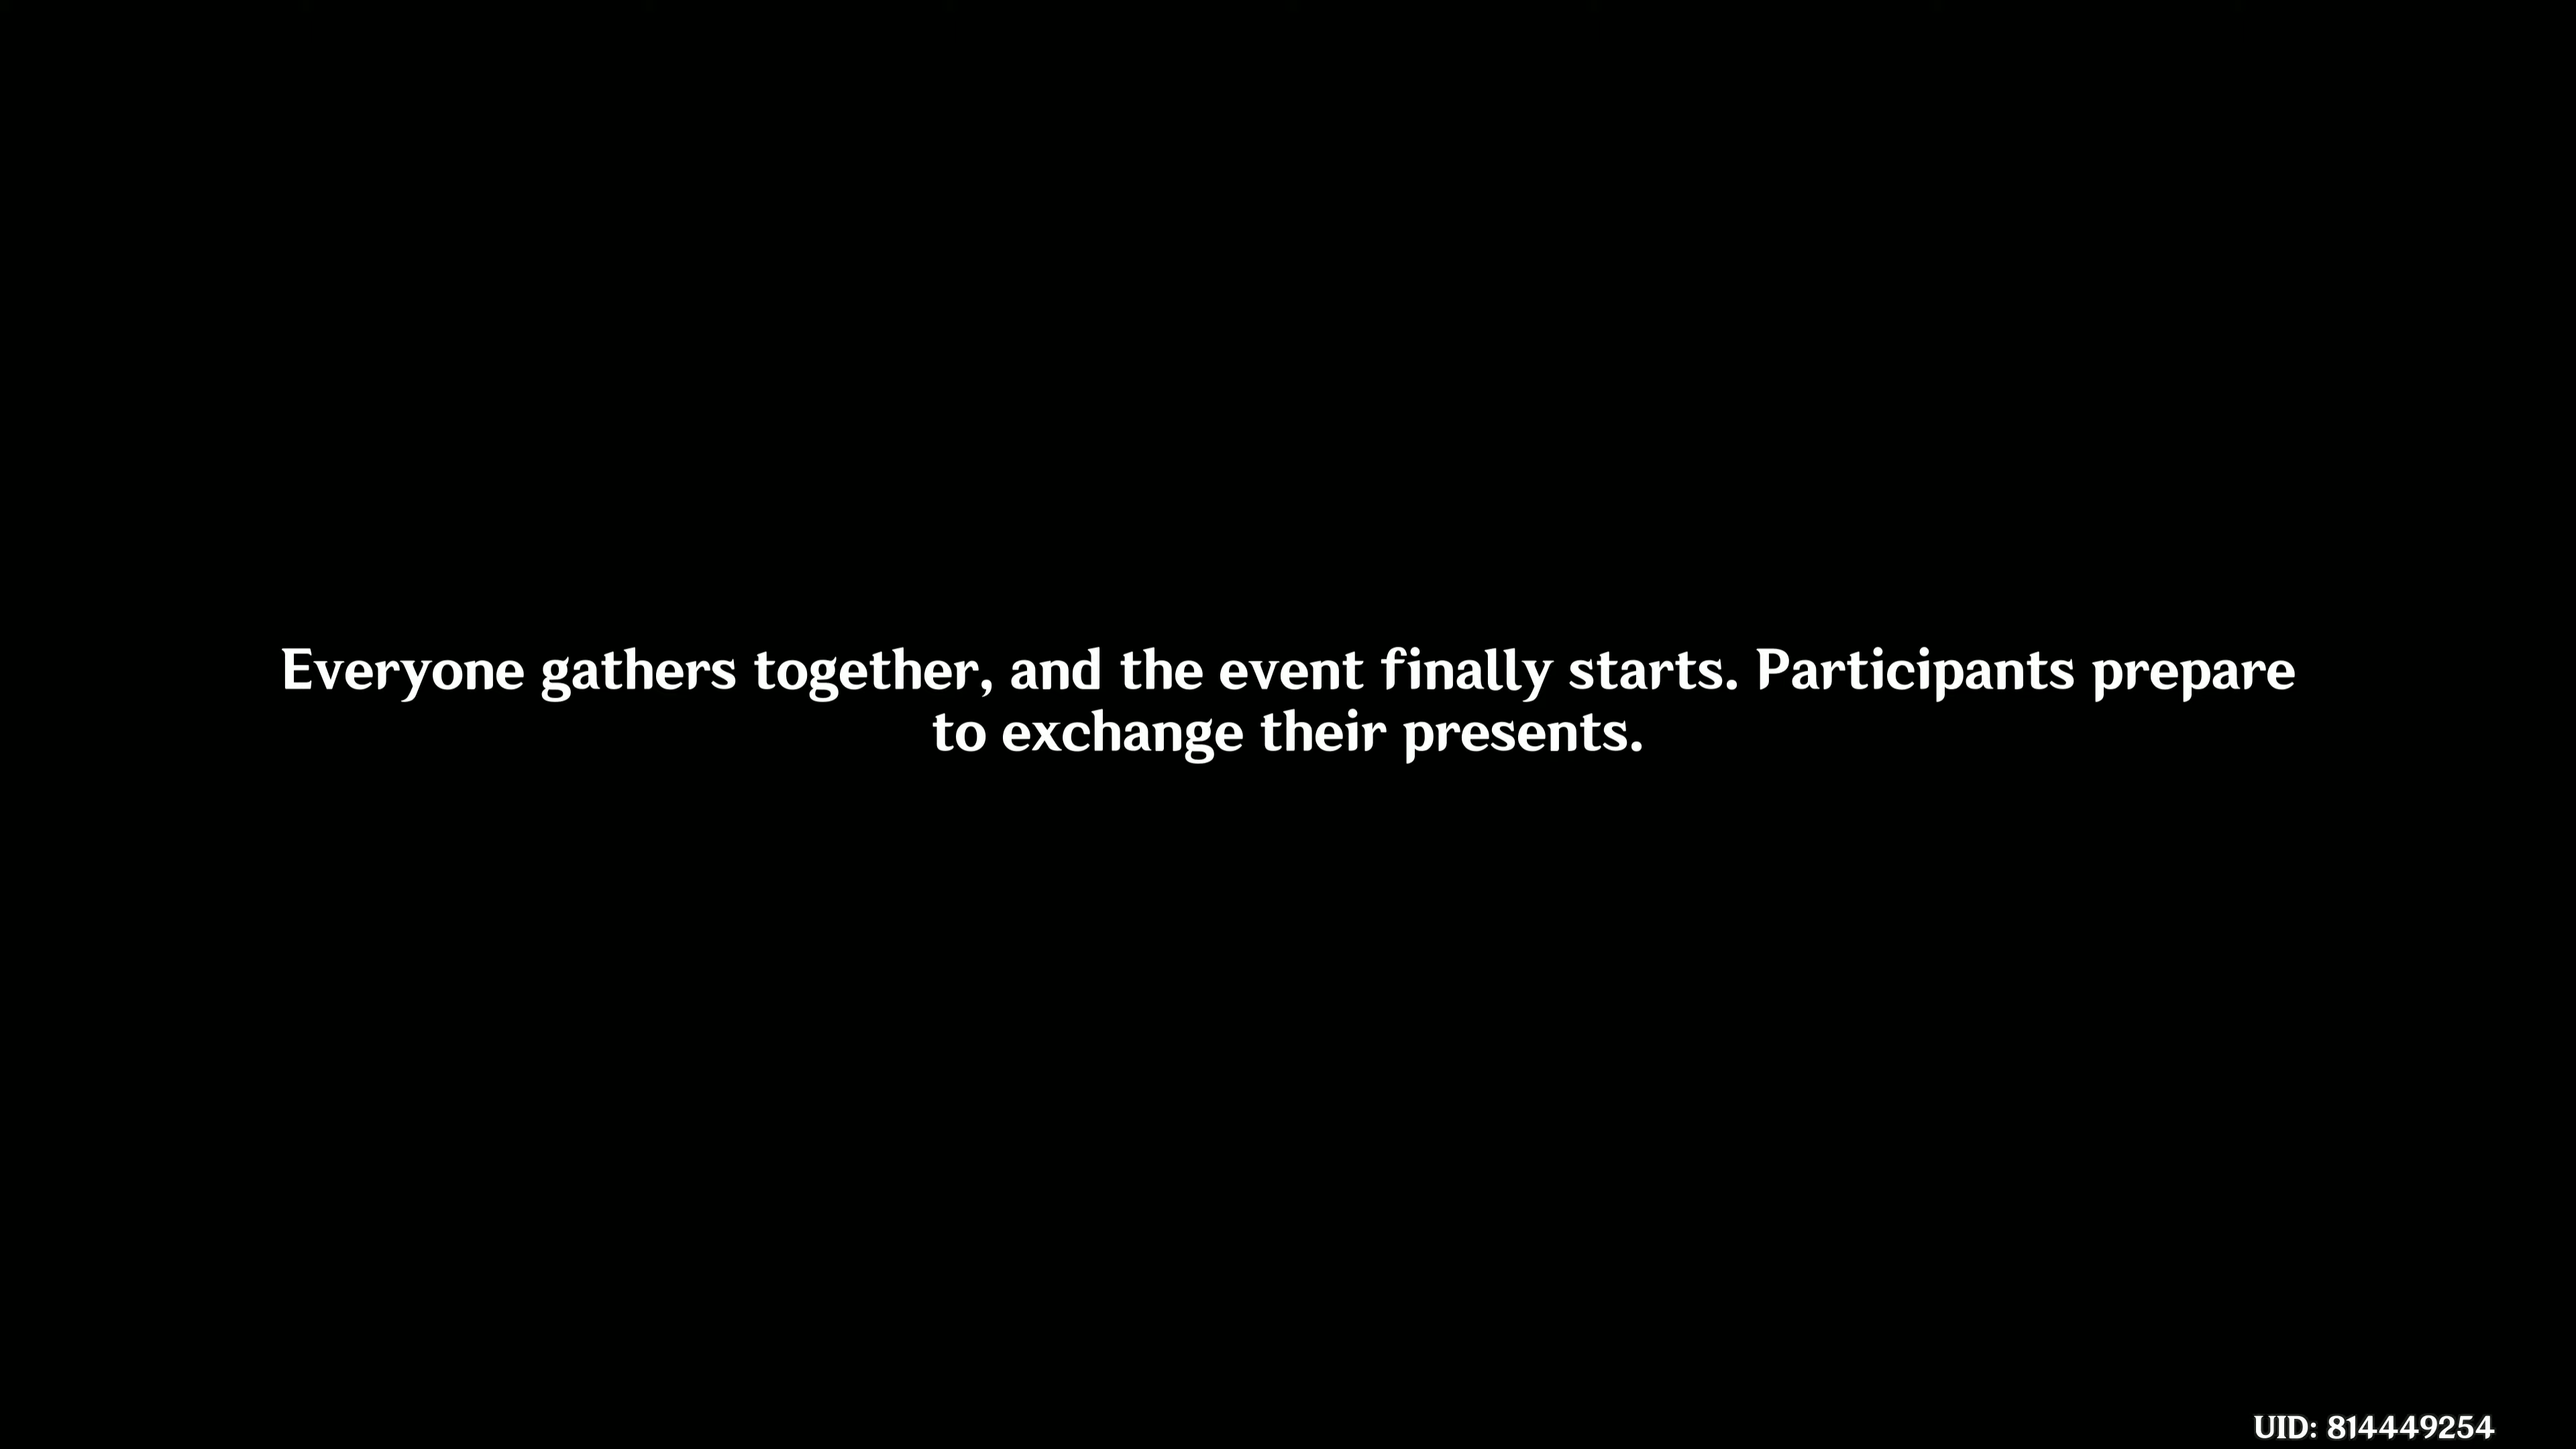 Everyone gathers together, and the event finally starts. Participants prepare
to exchange their presents.
UID: 814449254